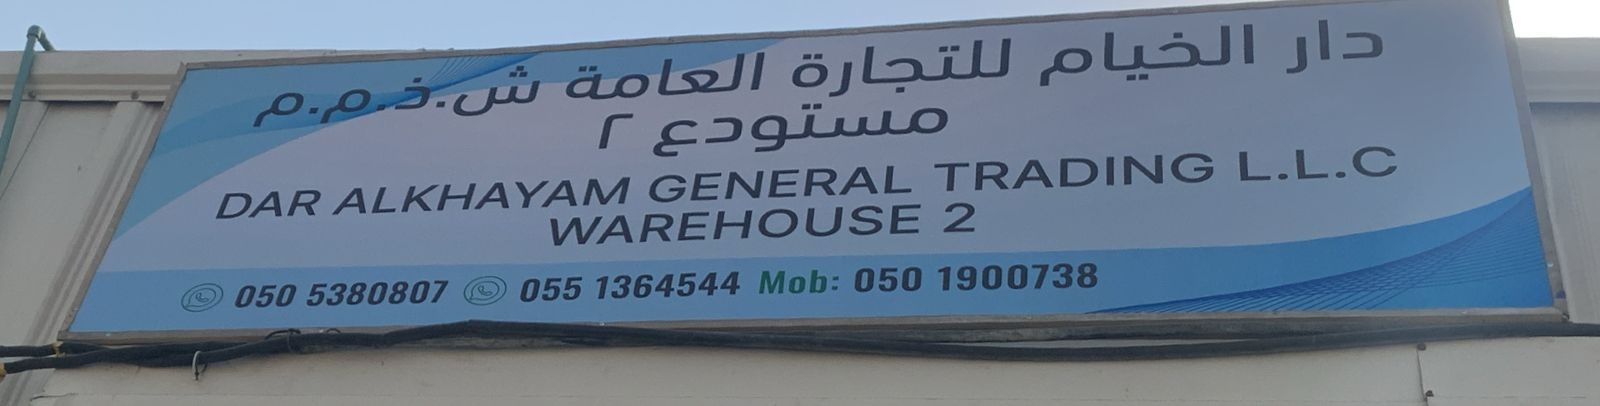 دار الخيام للتجارة العامة ش.ذ.م.م
مستودع ٢
DAR ALKHAYAM GENERAL TRADING L.L.C
WAREHOUSE 2
050 5380807 055 1364544 Mob: 050 1900738